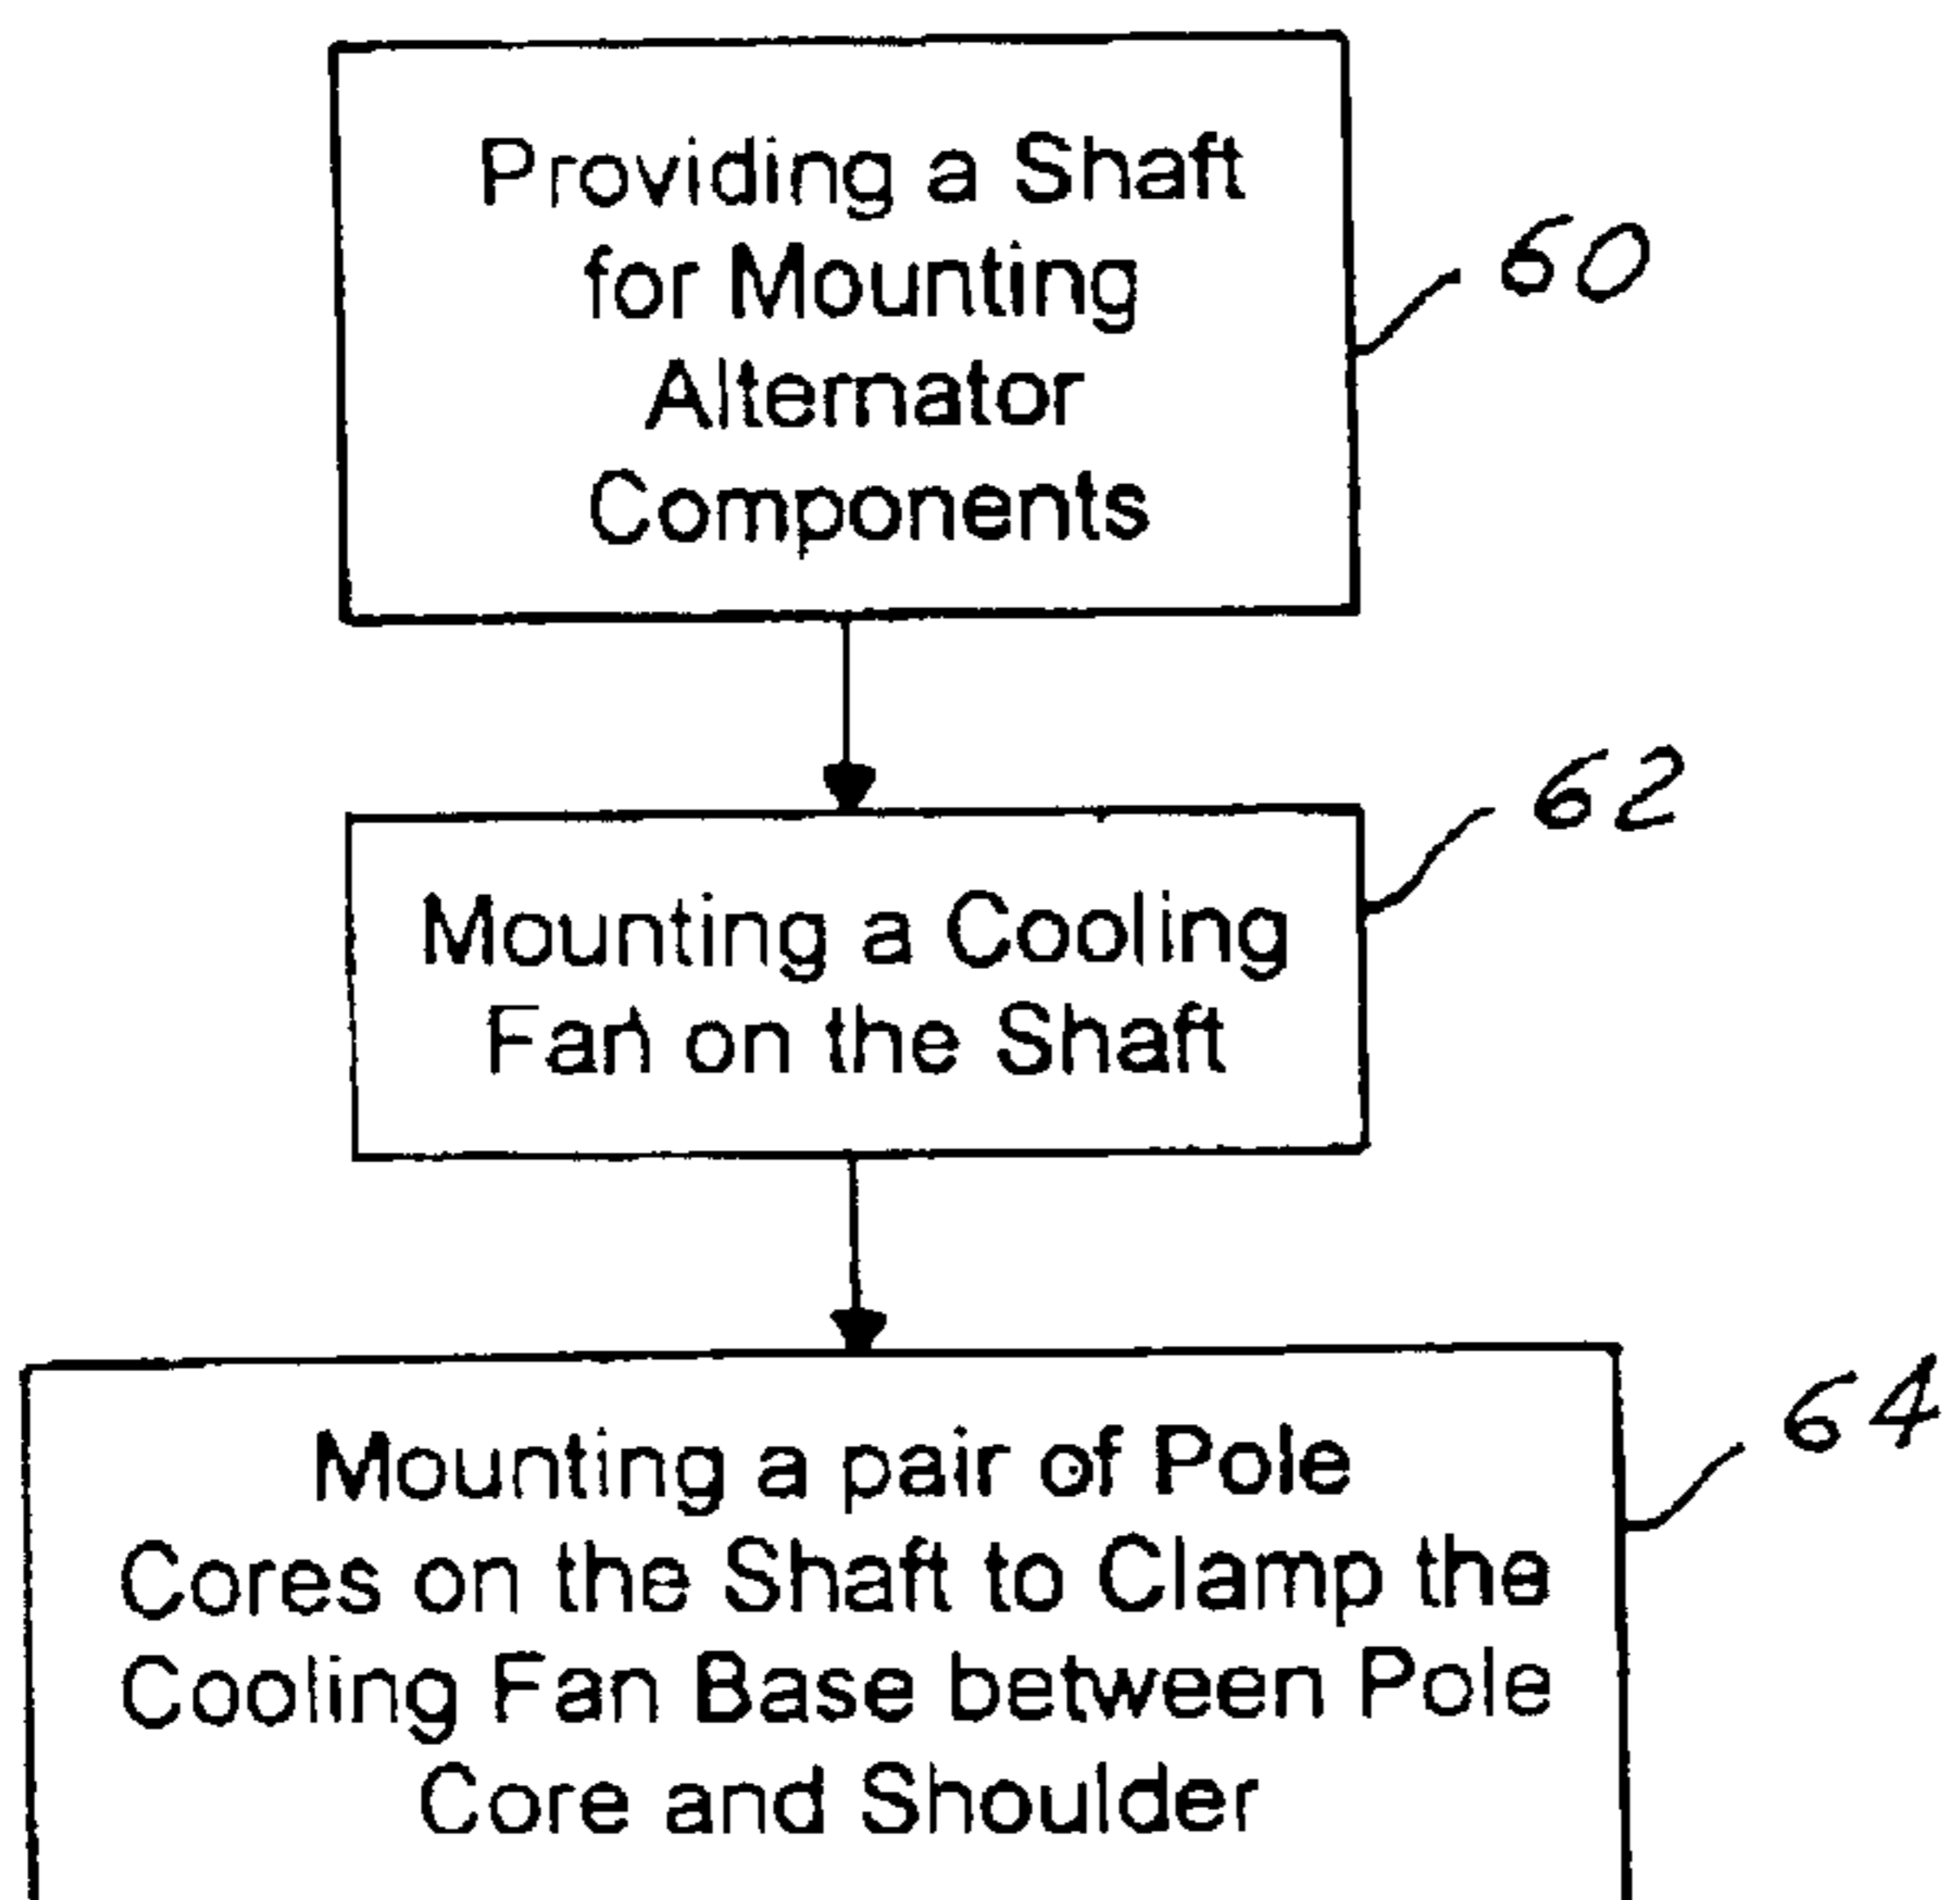 Providing a Shaft
for Mounting
Alternator
Components
60
Mounting a Cooling
Fan on the Shaft
62
Mounting a pair of Pole
Cores on the Shaft to Clamp the
Cooling Fan Base between Pole
Core and Shoulder
64